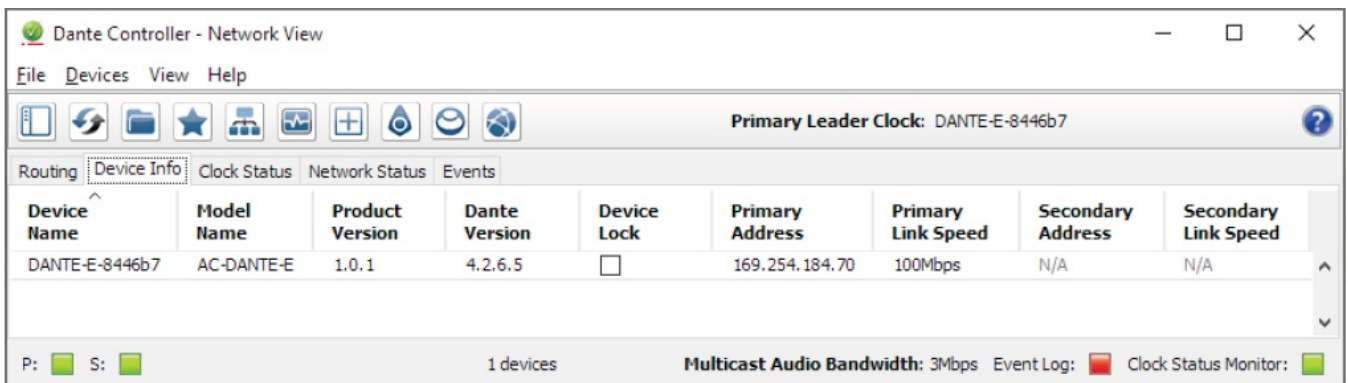 Dante Controller - Network View
File Devices View Help
Primary Leader Clock: DANTE-E-8446b7 ?
Routing Device Info Clock Status Network Status Events
Device Name Model Name Product Version Dante Version Device Lock Primary Address Primary Link Speed Secondary Address Secondary Link Speed
DANTE-E-8446b7 AC-DANTE-E 1.0.1 4.2.6.5 169.254.184.70 100Mbps N/A N/A
P: S: 1 devices Multicast Audio Bandwidth: 3Mbps Event Log: Clock Status Monitor: